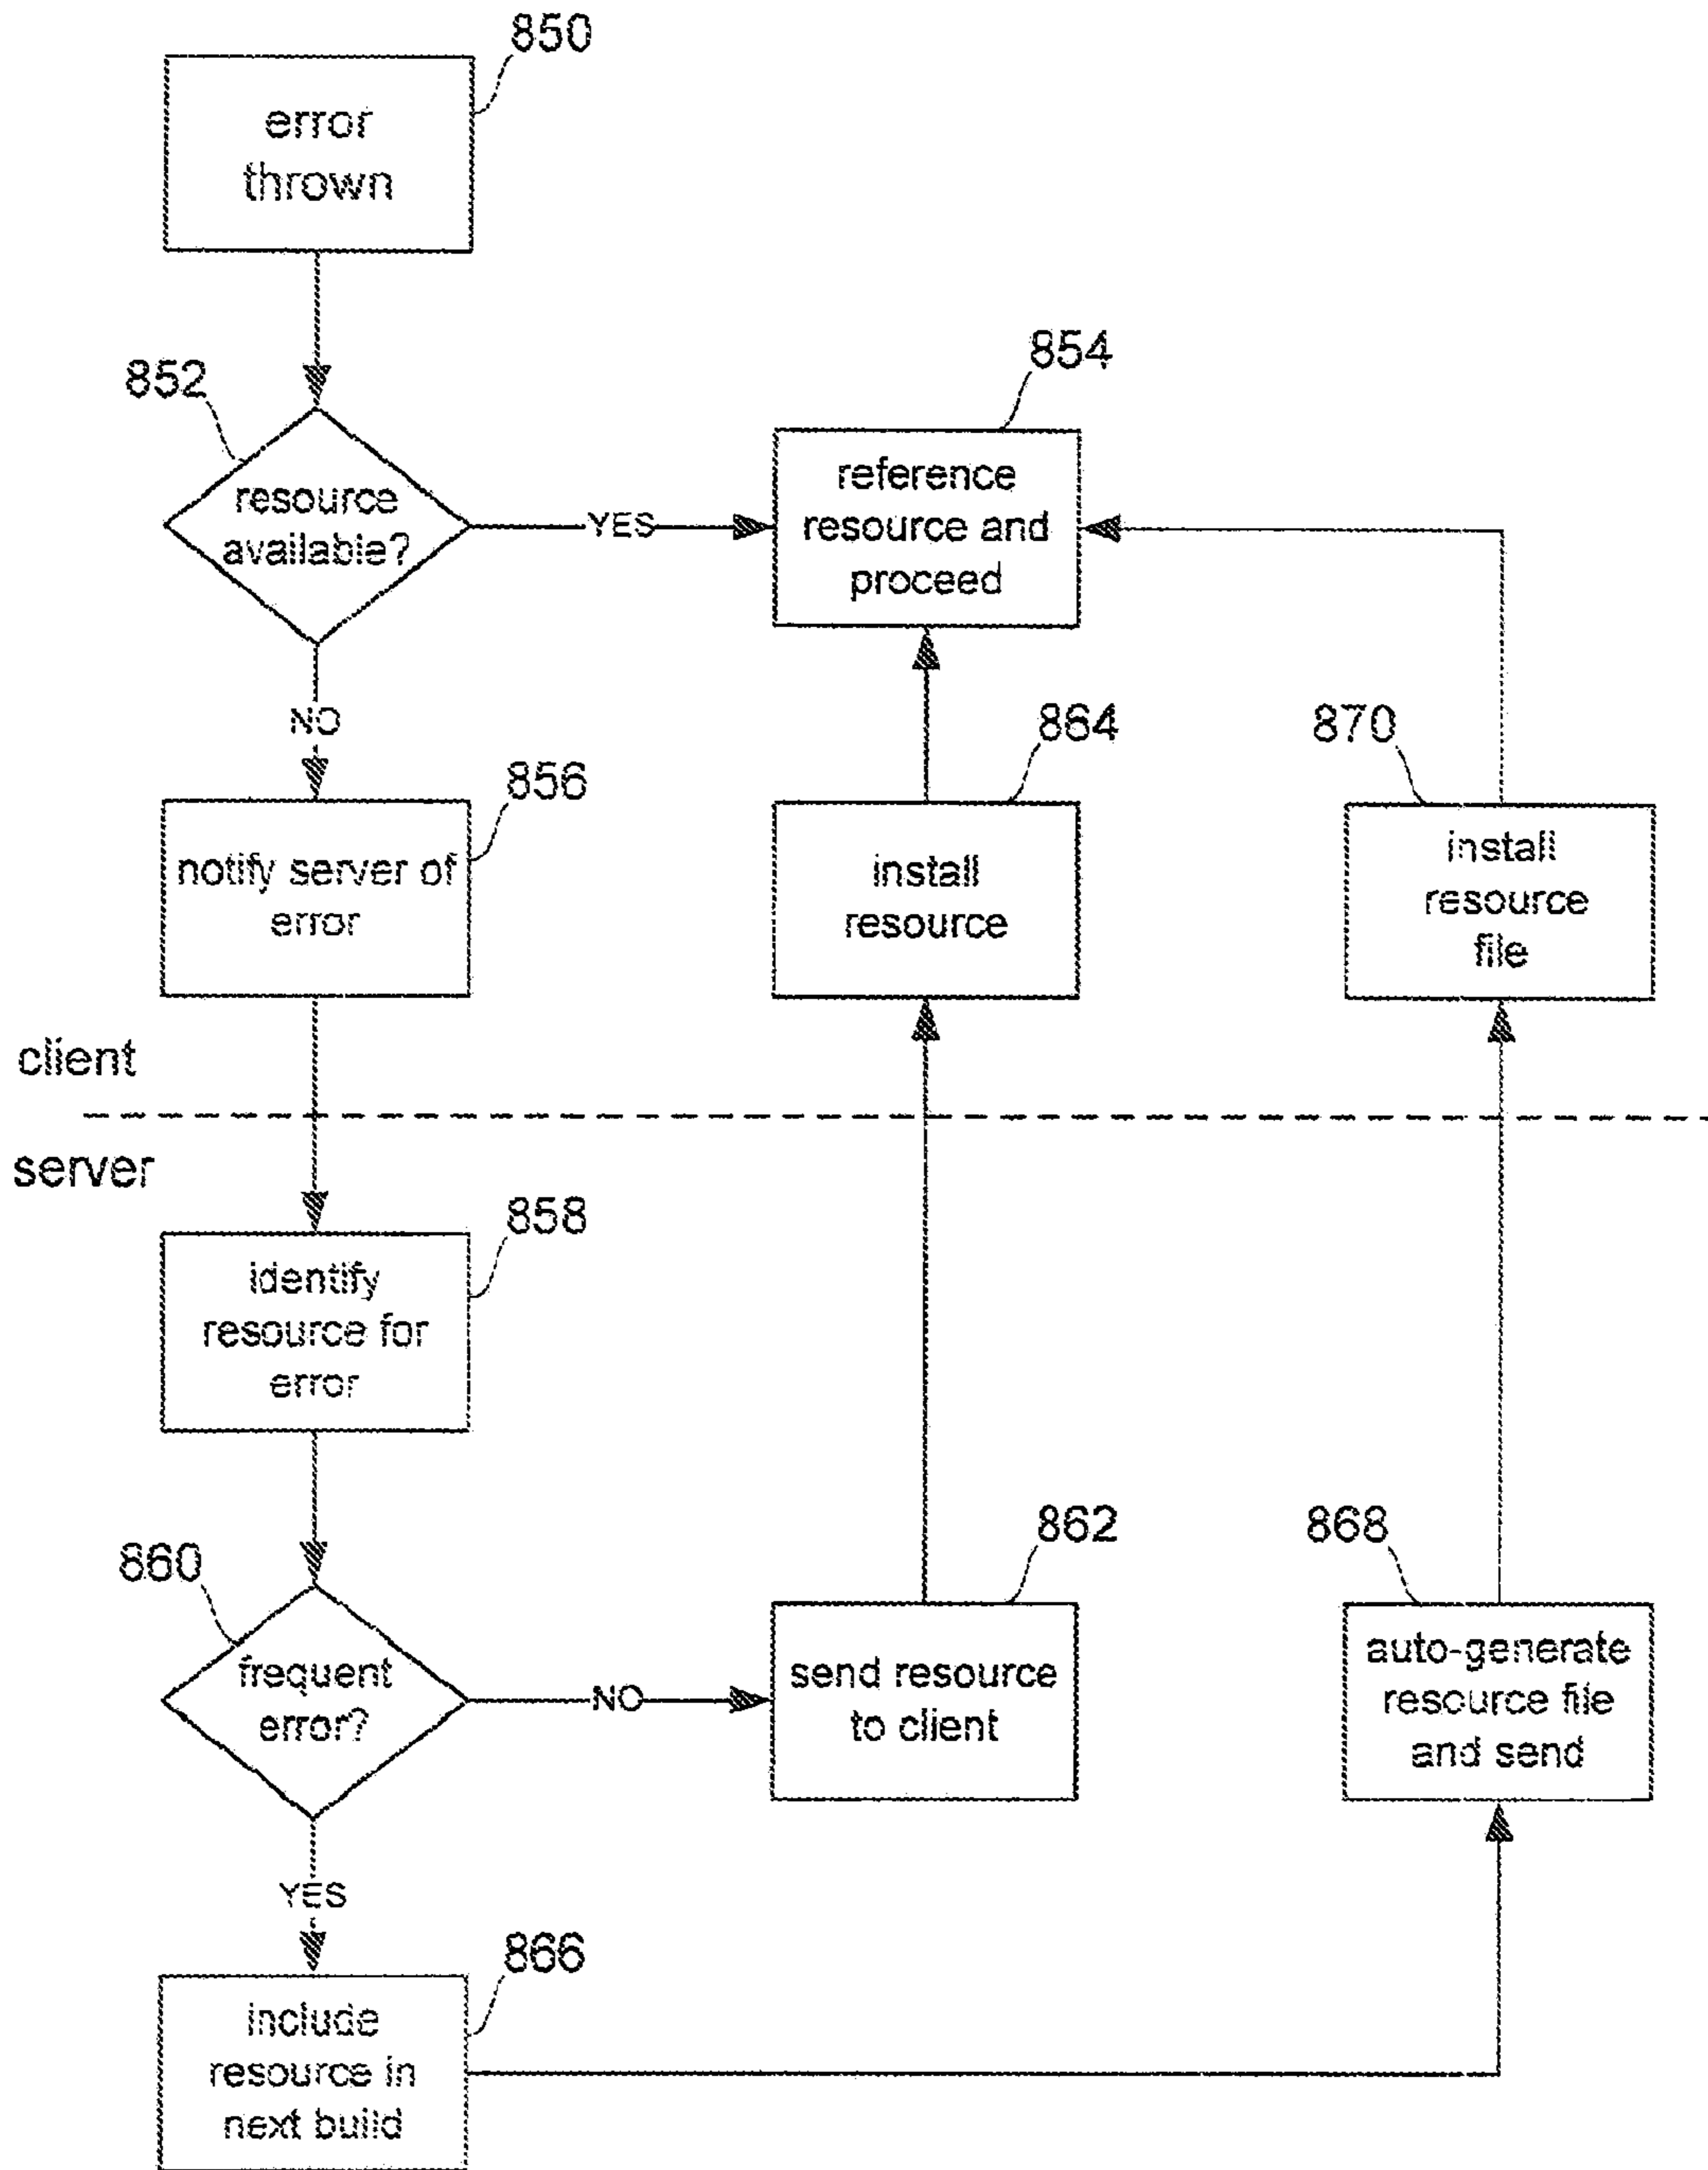 850
error
thrown
852
resource
available?
YES
854
reference
resource and
proceed
NO
856
notify server of
error
864
install
resource
870
install
resource
file
client
server
858
identify
resource for
error
860
frequent
error?
NO
862
send resource
to client
868
auto-generate
resource file
and send
YES
866
include
resource in
next build